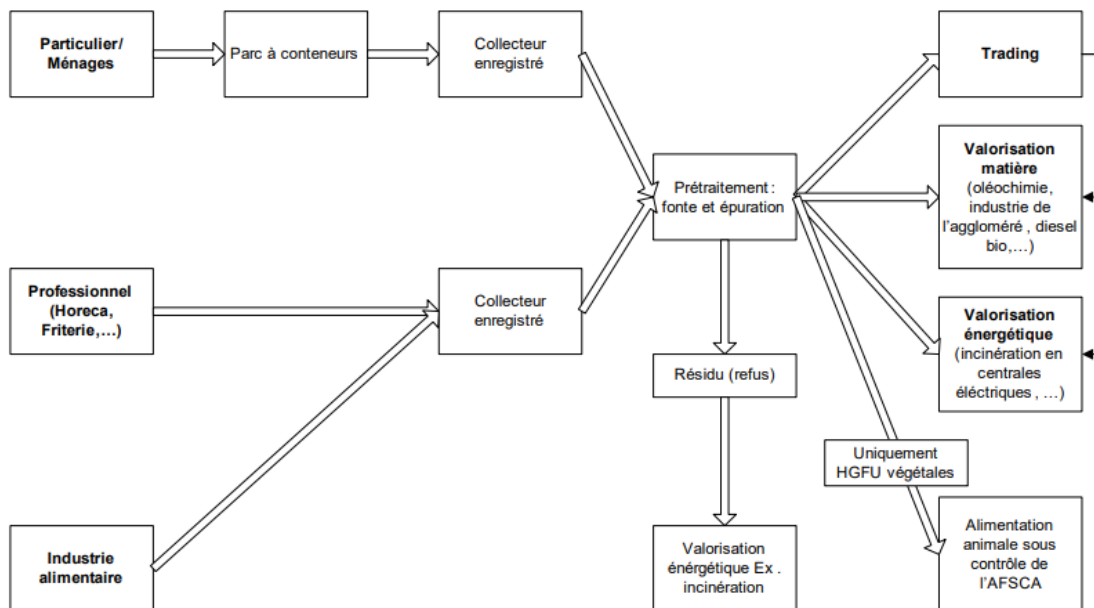 Particulier/
Ménages
Parc à conteneurs
Collecteur
enregistré
Trading
Valorisation
matière
(oléochimie,
industrie de
l'aggloméré , diesel
bio,…)
Prétraitement :
fonte et épuration
Professionnel
(Horeca,
Friterie,…)
Collecteur
enregistré
Valorisation
énergétique
(incinération en
centrales
éléctriques , …)
Résidu (refus)
Uniquement
HGFU végétales
Industrie
alimentaire
Valorisation
énérgétique Ex .
incinération
Alimentation
animale sous
contrôle de
l'AFSCA